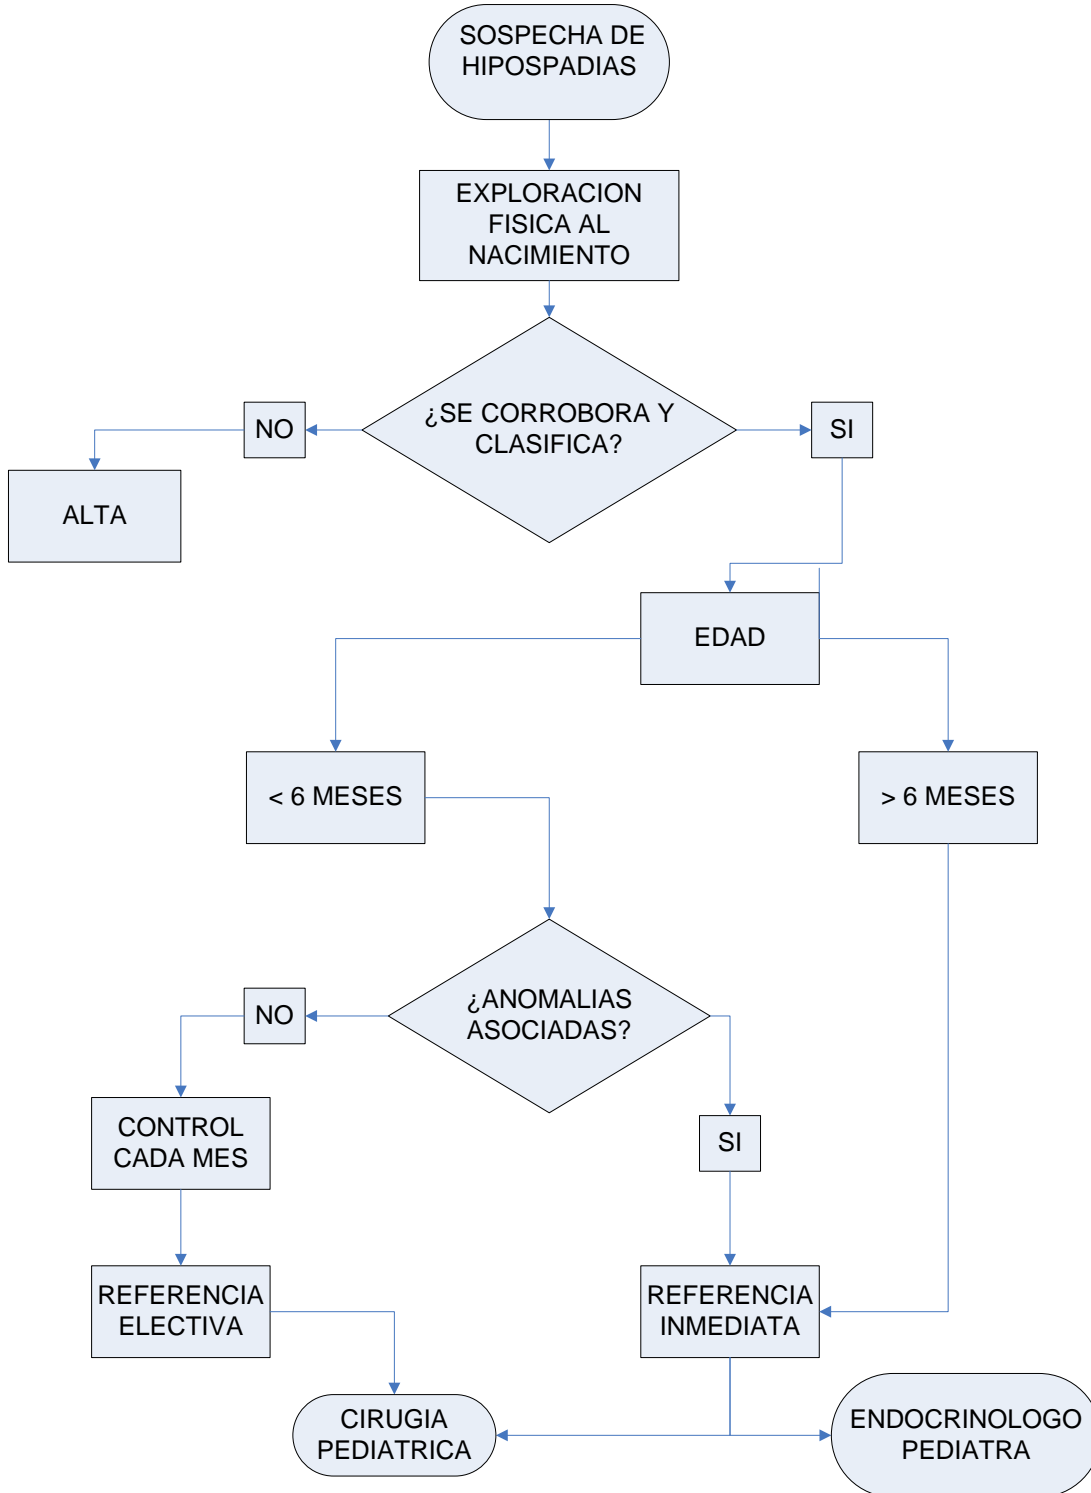 SOSPECHA DE
HIPOSPADIAS
EXPLORACION
FISICA AL
NACIMIENTO
¿SE CORROBORA Y
CLASIFICA?
NO
SI
ALTA
EDAD
< 6 MESES
> 6 MESES
¿ANOMALIAS
ASOCIADAS?
NO
CONTROL
CADA MES
SI
REFERENCIA
ELECTIVA
REFERENCIA
INMEDIATA
CIRUGIA
PEDIATRICA
ENDOCRINOLOGO
PEDIATRA